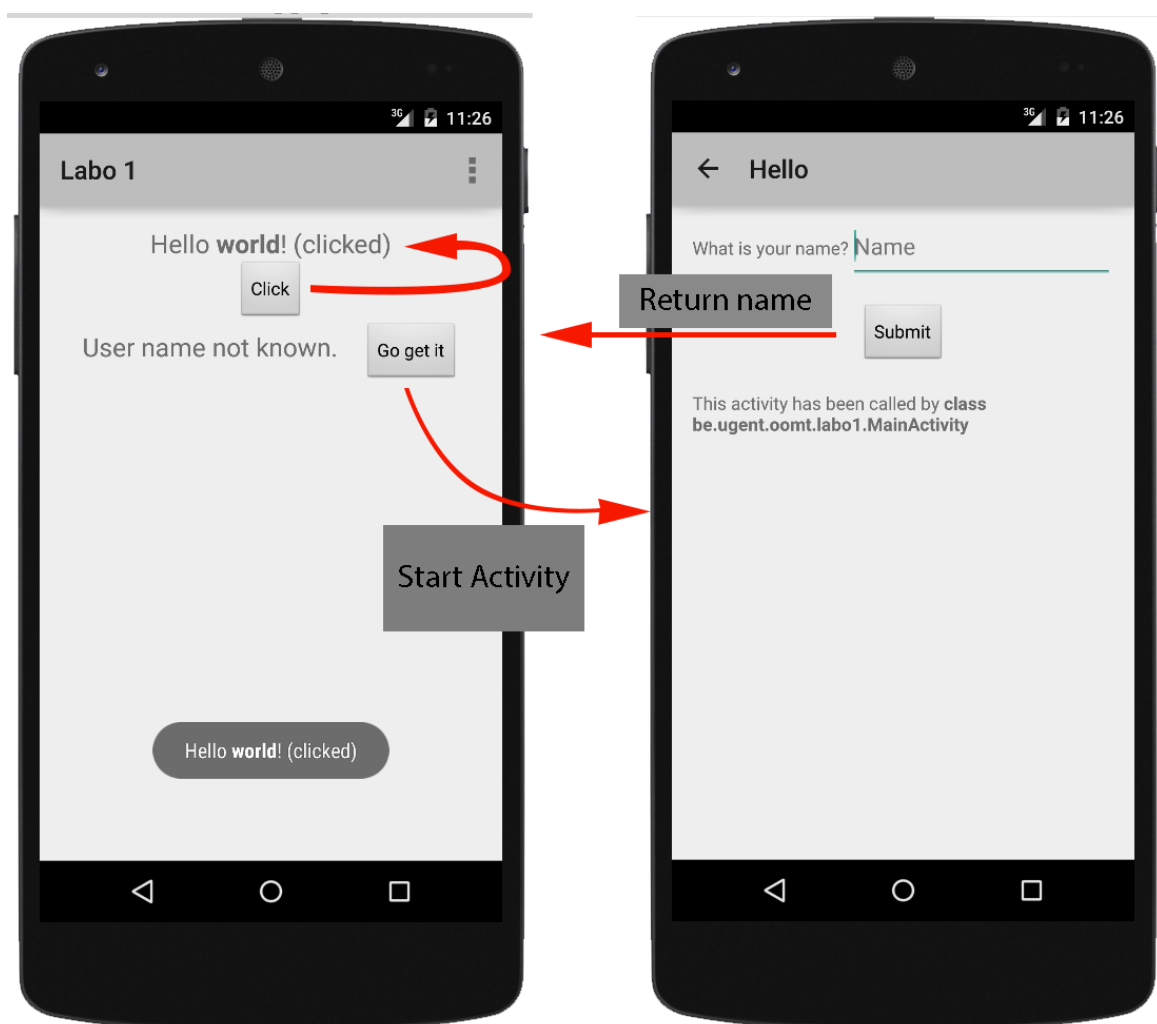 3G 11:26
Labo 1
Hello world! (clicked)
Click
User name not known.
Go get it
Start Activity
Hello world! (clicked)
3G 11:26
Hello
What is your name? Name
Return name
Submit
This activity has been called by class
be.ugent.oomt.labo1.MainActivity